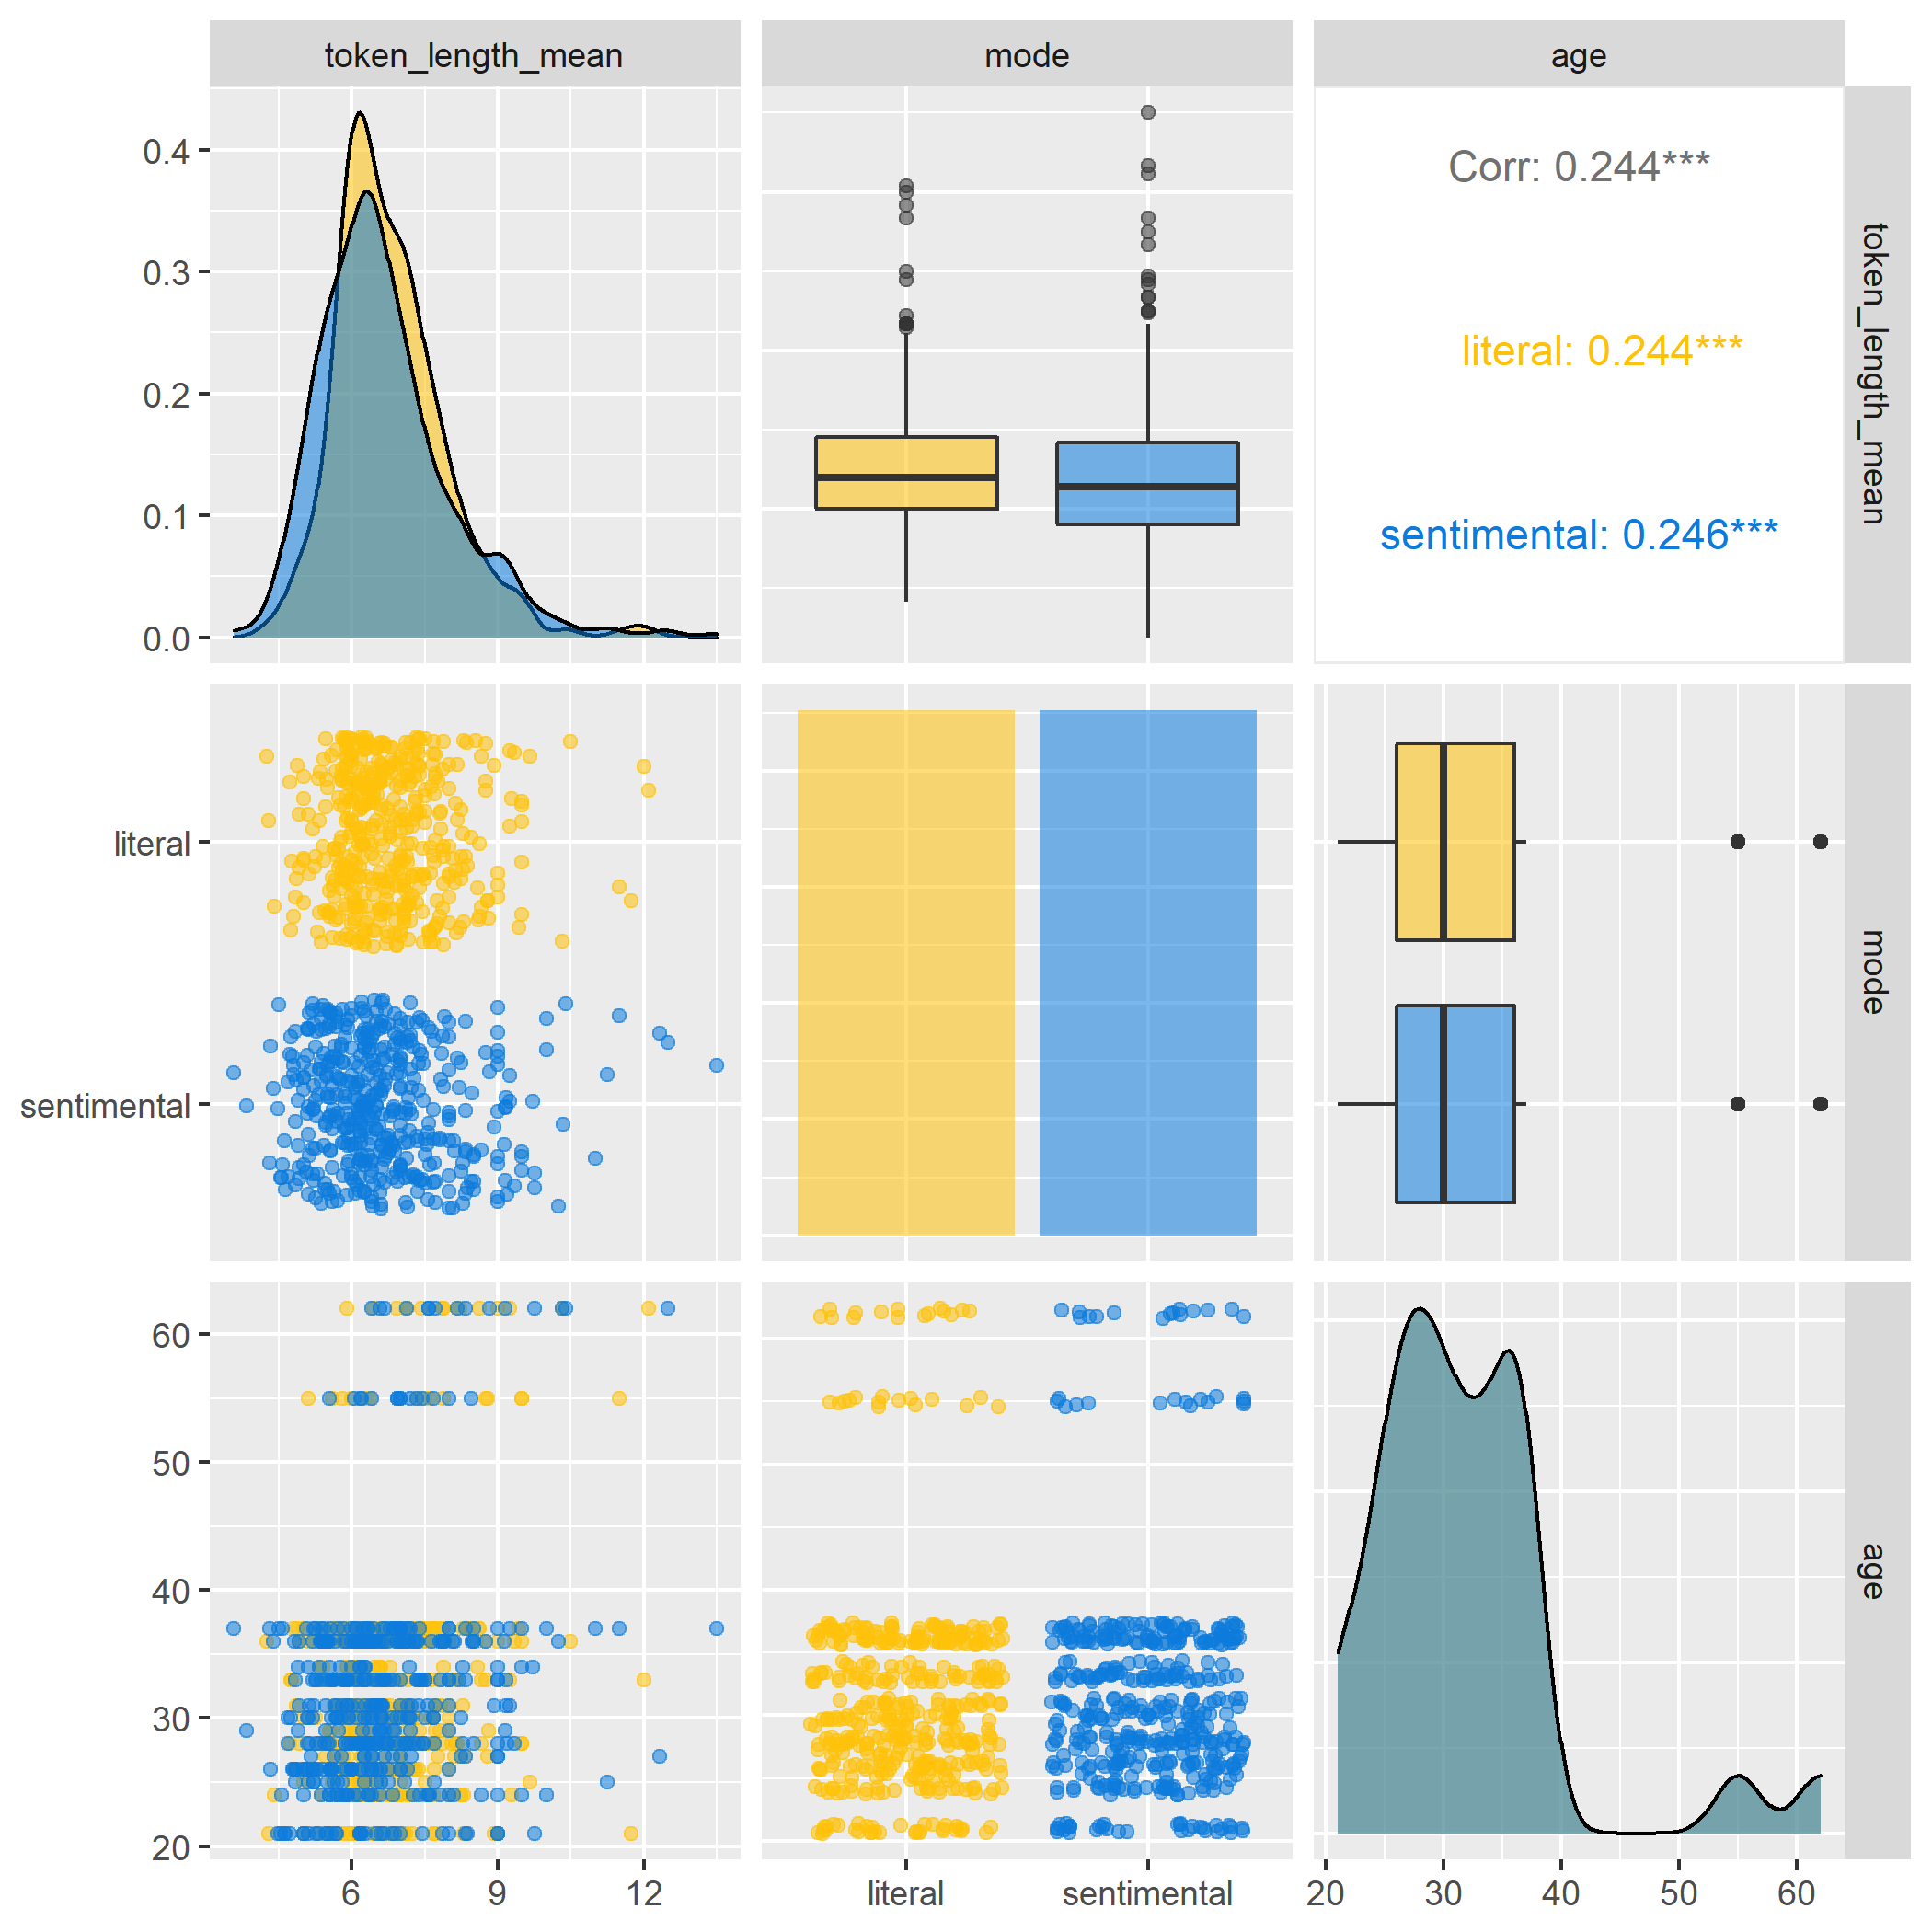 token_length_mean
mode
age
0.4
0.3
0.2
0.1
0.0
Corr: 0.244***
literal: 0.244***
sentimental: 0.246***
token_length_mean
literal
sentimental
mode
60
50
40
30
20
age
6
9
12
literal
sentimental
20
30
40
50
60